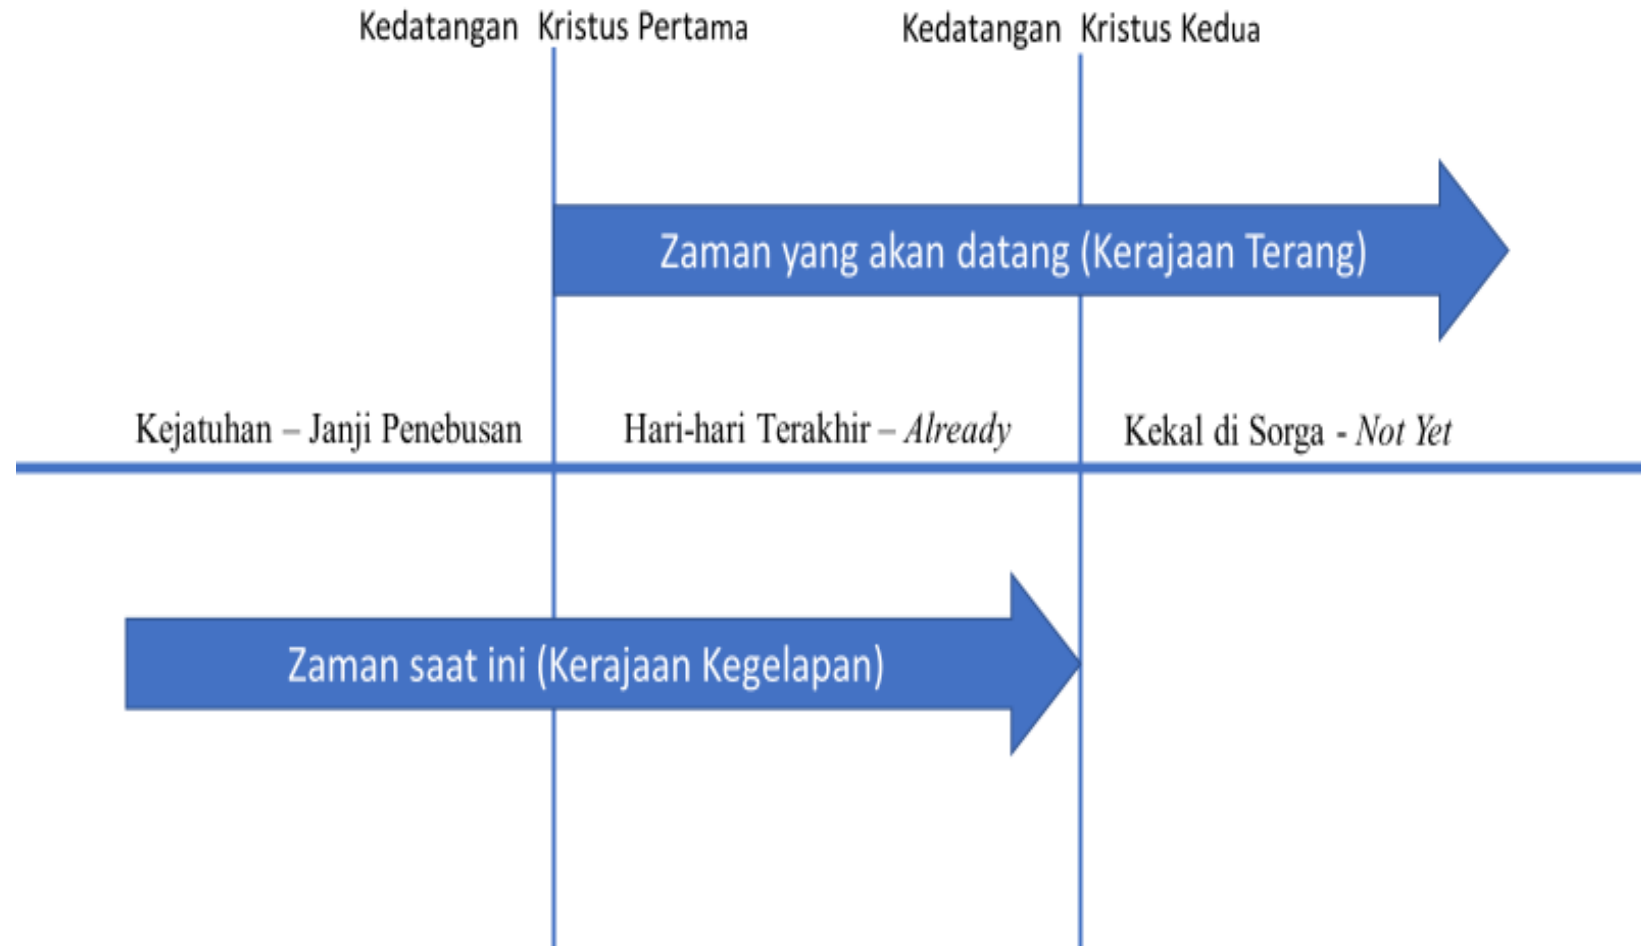 Kedatangan Kristus Pertama
Kedatangan Kristus Kedua
Zaman yang akan datang (Kerajaan Terang)
Kejatuhan – Janji Penebusan
Hari-hari Terakhir – Already
Kekal di Sorga - Not Yet
Zaman saat ini (Kerajaan Kegelapan)